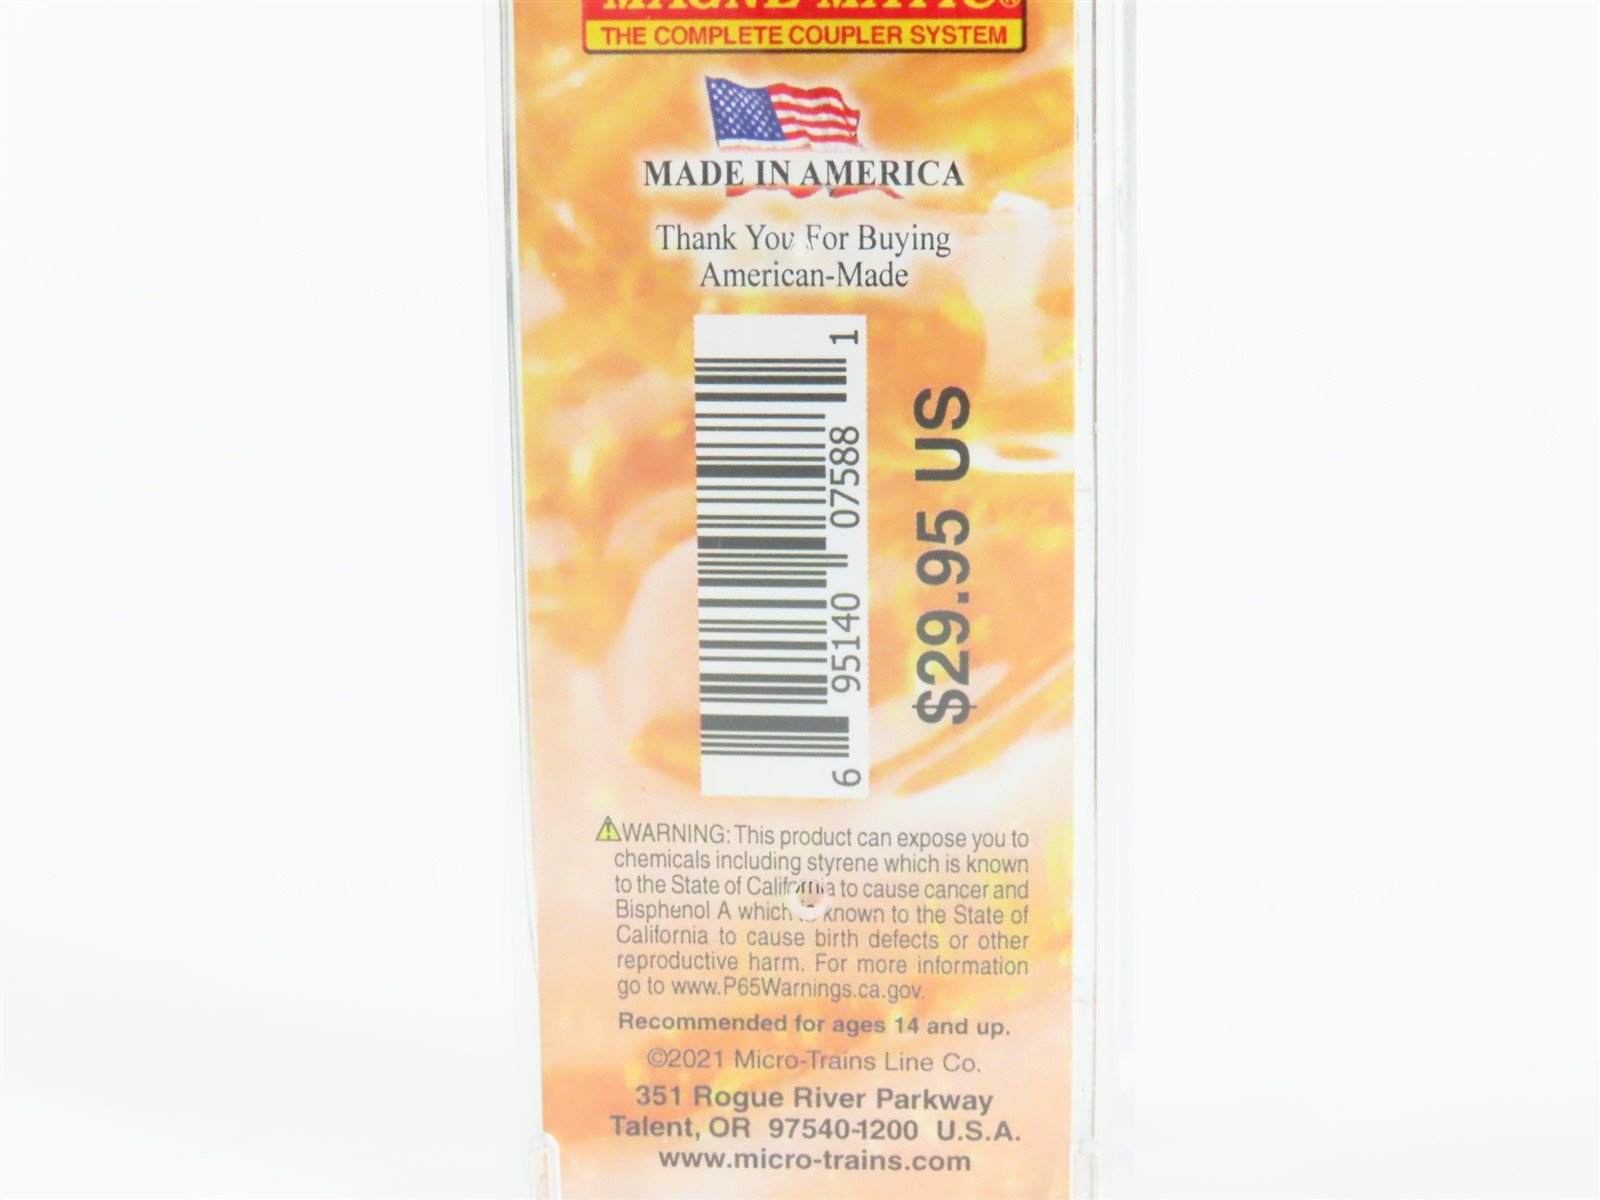 MAGNE-MATIC®
THE COMPLETE COUPLER SYSTEM
MADE IN AMERICA
Thank You For Buying
American-Made
6 95140 07588 1
$29.95 US
⚠WARNING: This product can expose you to
chemicals including styrene which is known
to the State of California to cause cancer and
Bisphenol A which is known to the State of
California to cause birth defects or other
reproductive harm. For more information
go to www.P65Warnings.ca.gov.
Recommended for ages 14 and up.
©2021 Micro-Trains Line Co.
351 Rogue River Parkway
Talent, OR 97540-1200 U.S.A.
www.micro-trains.com